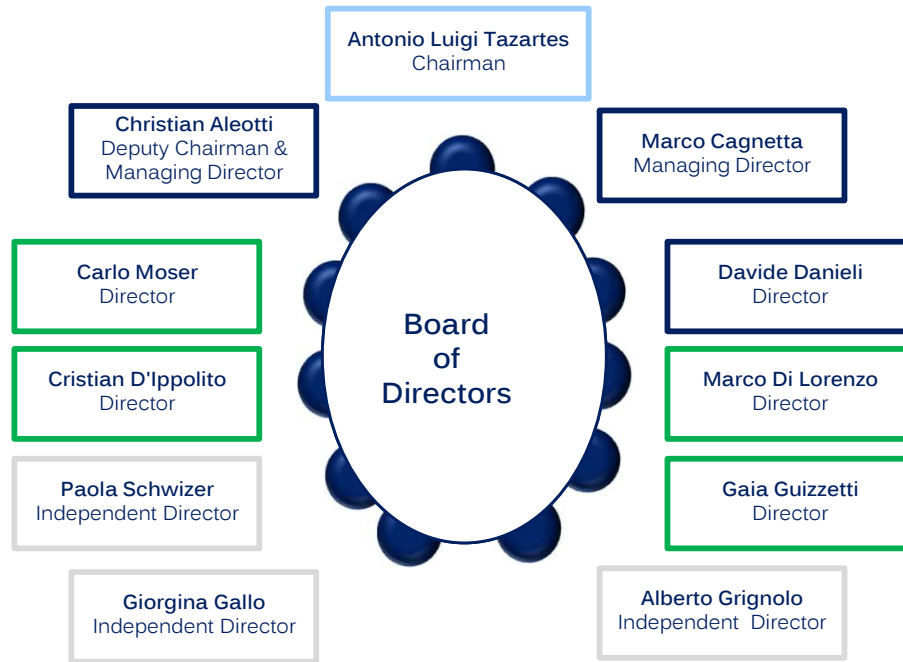 Antonio Luigi Tazartes
Chairman
Christian Aleotti
Deputy Chairman &
Managing Director
Marco Cagnetta
Managing Director
Carlo Moser
Director
Davide Danieli
Director
Board
of
Directors
Cristian D'Ippolito
Director
Marco Di Lorenzo
Director
Paola Schwizer
Independent Director
Gaia Guizzetti
Director
Giorgina Gallo
Independent Director
Alberto Grignolo
Independent Director